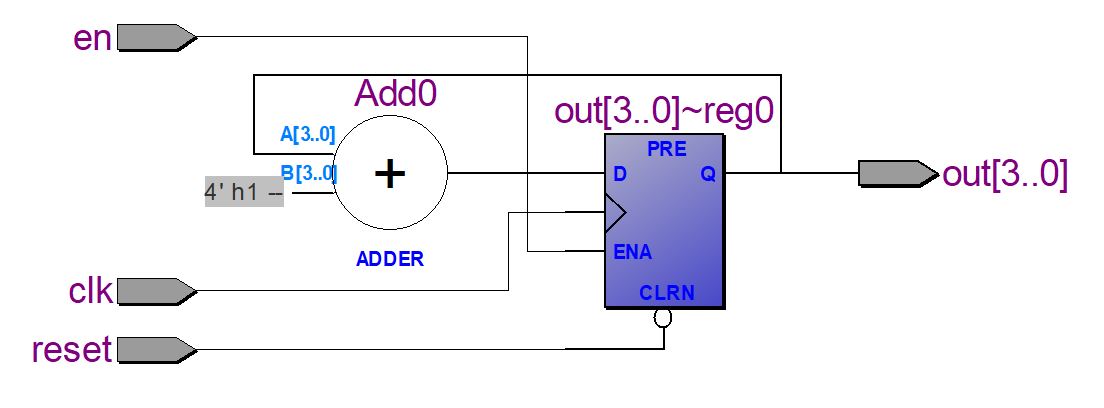 en
Add0
out[3..0]~reg0
A[3..0]
PRE
B[3..0]
D
Q
out[3..0]
4' h1 --
+
ENA
ADDER
clk
CLRN
reset